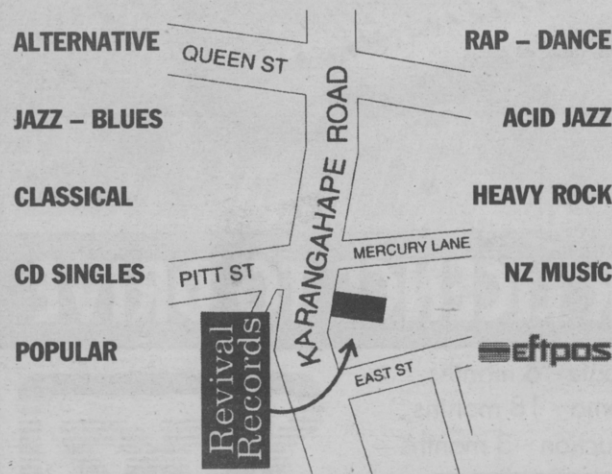 ALTERNATIVE
JAZZ – BLUES
CLASSICAL
CD SINGLES
POPULAR
QUEEN ST
KARANGAHAPE ROAD
PITT ST
MERCURY LANE
EAST ST
Revival
Records
RAP – DANCE
ACID JAZZ
HEAVY ROCK
NZ MUSIC
eftpos